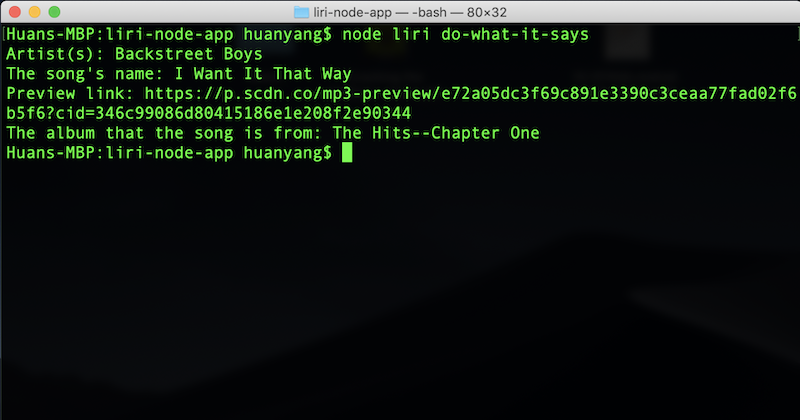 liri-node-app — -bash — 80×32
[Huans-MBP:liri-node-app huanyang$ node liri do-what-it-says
Artist(s): Backstreet Boys
The song's name: I Want It That Way
Preview link: https://p.scdn.co/mp3-preview/e72a05dc3f69c891e3390c3ceaa77fad02f6
b5f6?cid=346c99086d80415186e1e208f2e90344
The album that the song is from: The Hits--Chapter One
Huans-MBP:liri-node-app huanyang$